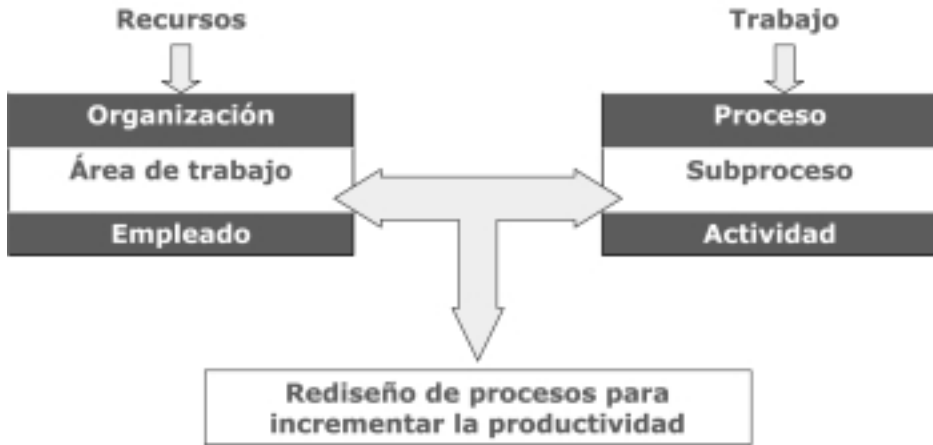 Recursos
Trabajo
Organización
Proceso
Área de trabajo
Subproceso
Empleado
Actividad
Rediseño de procesos para
incrementar la productividad